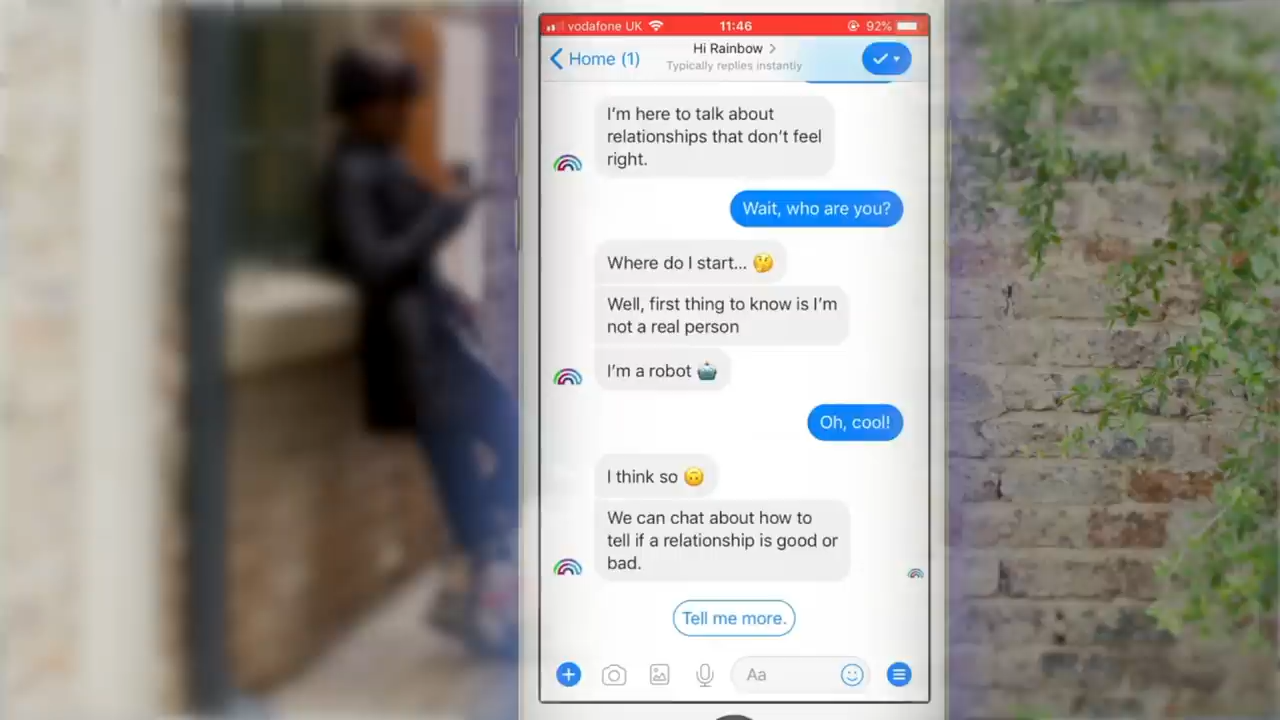 vodafone UK 11:46 92%
Home (1)
Hi Rainbow
Typically replies instantly
I'm here to talk about
relationships that don't feel
right.
Wait, who are you?
Where do I start... 🤔
Well, first thing to know is I'm
not a real person
I'm a robot 🤖
Oh, cool!
I think so 🙃
We can chat about how to
tell if a relationship is good or
bad.
Tell me more.
Aa